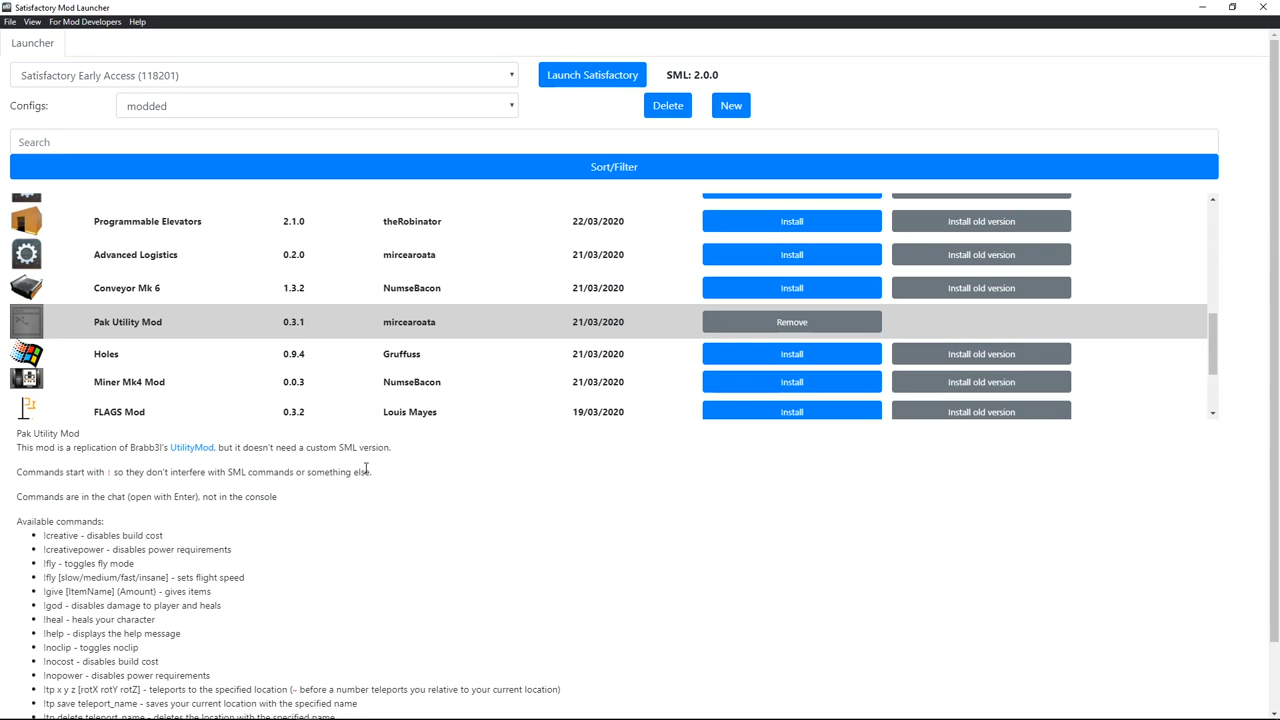 Satisfactory Mod Launcher
File View For Mod Developers Help
Launcher
Satisfactory Early Access (118201) Launch Satisfactory SML: 2.0.0
Configs: modded Delete New
Search
Sort/Filter
Programmable Elevators 2.1.0 theRobinator 22/03/2020 Install Install old version
Advanced Logistics 0.2.0 mircearoata 21/03/2020 Install Install old version
Conveyor Mk 6 1.3.2 NumseBacon 21/03/2020 Install Install old version
Pak Utility Mod 0.3.1 mircearoata 21/03/2020 Remove
Holes 0.9.4 Gruffuss 21/03/2020 Install Install old version
Miner Mk4 Mod 0.0.3 NumseBacon 21/03/2020 Install Install old version
FLAGS Mod 0.3.2 Louis Mayes 19/03/2020 Install Install old version
Pak Utility Mod
This mod is a replication of Brabb3l's UtilityMod, but it doesn't need a custom SML version.
Commands start with ! so they don't interfere with SML commands or something else.
Commands are in the chat (open with Enter), not in the console
Available commands:
!creative - disables build cost
!creativepower - disables power requirements
!fly - toggles fly mode
!fly [slow/medium/fast/insane] - sets flight speed
!give [ItemName] (Amount) - gives items
!god - disables damage to player and heals
!heal - heals your character
!help - displays the help message
!noclip - toggles noclip
!nocost - disables build cost
!nopower - disables power requirements
!tp x y z [rotX rotY rotZ] - teleports to the specified location (~ before a number teleports you relative to your current location)
!tp save teleport_name - saves your current location with the specified name
!tp delete teleport_name - deletes the location with the specified name